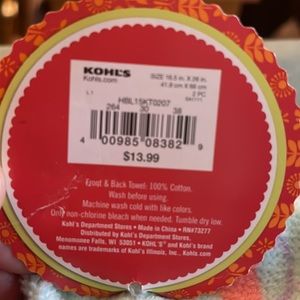 KOHL'S
Kohls.com
SIZE 16.5 in. X 26 in.
41.9 cm X 66 cm
L 1
2 PC
HBL15KT0207
264 30 38
4 00985 08382 9
$13.99
Front & Back Towel: 100% Cotton.
Wash before using.
Machine wash cold with like colors.
Only non-chlorine bleach when needed. Tumble dry low.
Kohl's Department Stores • Made in China • RN#73277
Distributed by Kohl's Department Stores.
Menomonee Falls, WI 53051 • KOHL'S® and Kohl's brand
names are trademarks of Kohl's Illinois, Inc. Kohl's